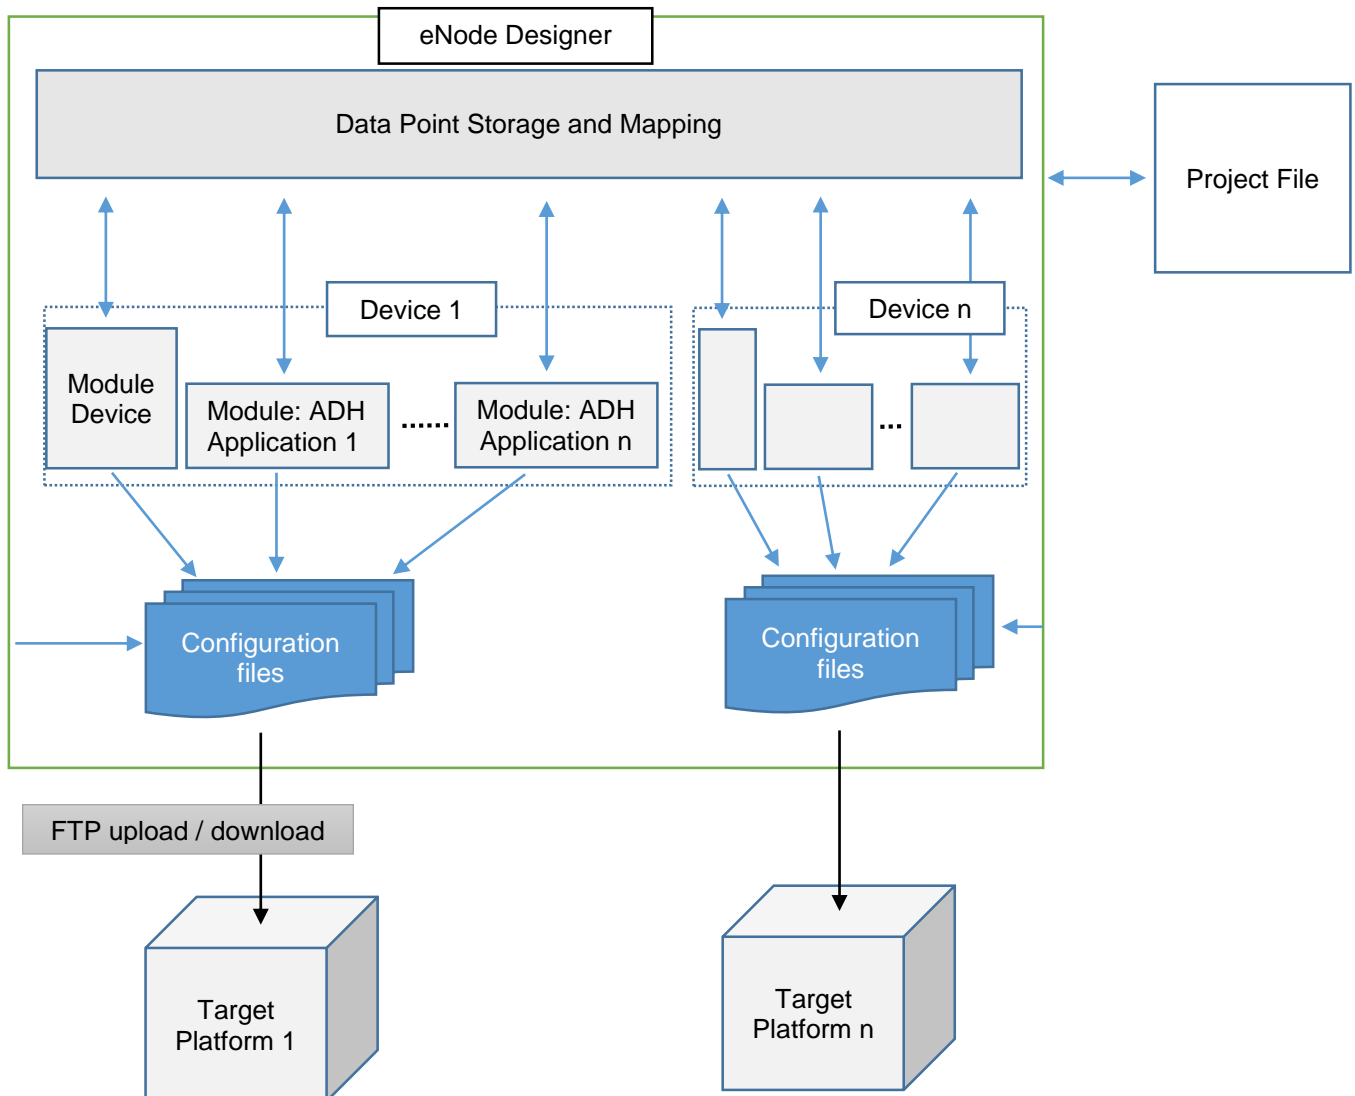 eNode Designer
Data Point Storage and Mapping
Project File
Device 1
Device n
Module
Device
Module: ADH
Application 1
......
Module: ADH
Application n
...
Configuration
files
Configuration
files
FTP upload / download
Target
Platform 1
Target
Platform n